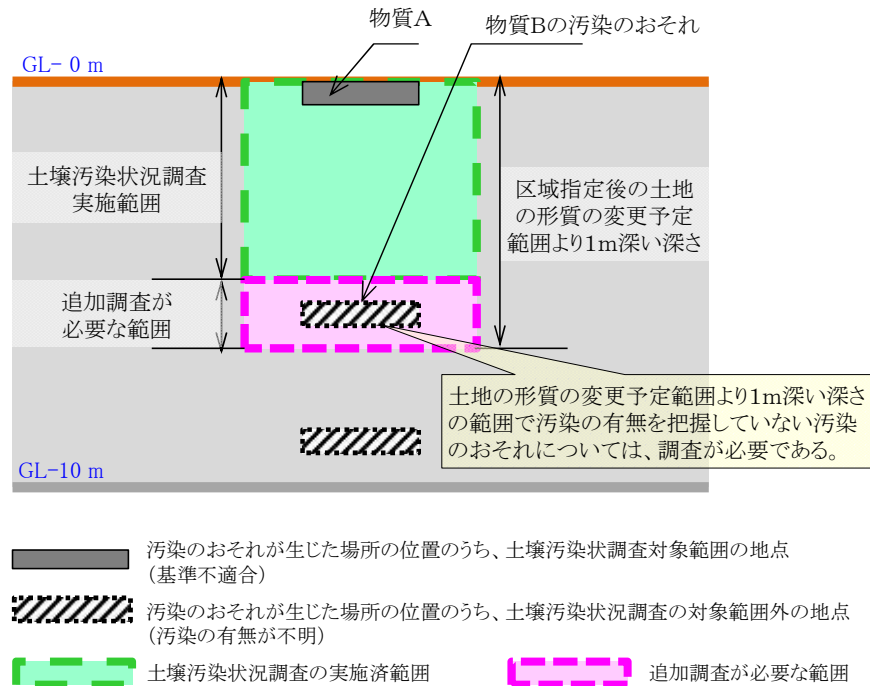 物質A
物質Bの汚染のおそれ
GL- 0 m
土壌汚染状況調査
実施範囲
区域指定後の土地
の形質の変更予定
範囲より1m深い深さ
追加調査が
必要な範囲
土地の形質の変更予定範囲より1m深い深さ
の範囲で汚染の有無を把握していない汚染
のおそれについては、調査が必要である。
GL-10 m
汚染のおそれが生じた場所の位置のうち、土壌汚染状調査対象範囲の地点
(基準不適合)
汚染のおそれが生じた場所の位置のうち、土壌汚染状況調査の対象範囲外の地点
(汚染の有無が不明)
土壌汚染状況調査の実施済範囲
追加調査が必要な範囲